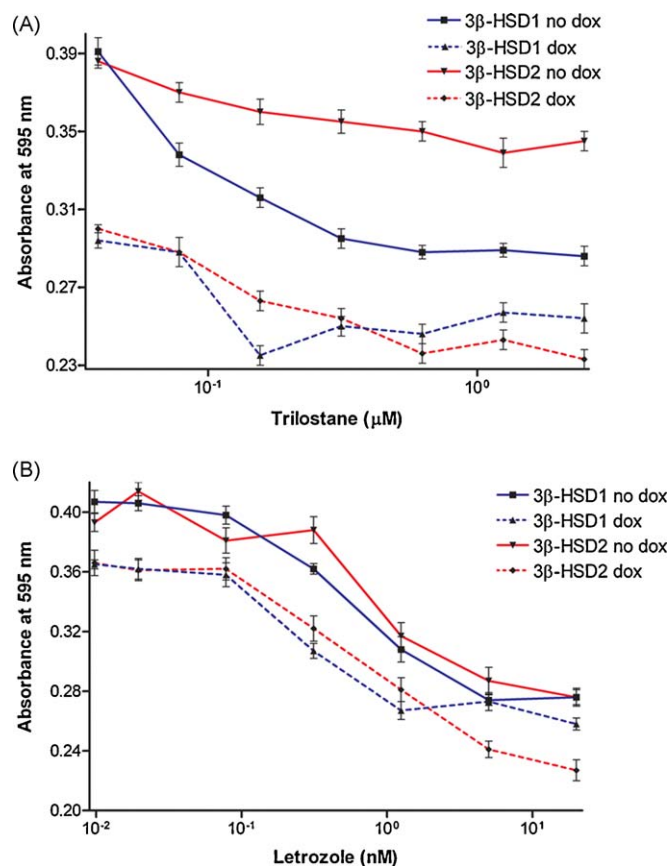 (A)
3β-HSD1 no dox
3β-HSD1 dox
3β-HSD2 no dox
3β-HSD2 dox
0.39
0.35
0.31
0.27
0.23
Absorbance at 595 nm
10⁻¹ 10⁰
Trilostane (μM)
(B)
3β-HSD1 no dox
3β-HSD1 dox
3β-HSD2 no dox
3β-HSD2 dox
0.40
0.36
0.32
0.28
0.24
0.20
Absorbance at 595 nm
10⁻² 10⁻¹ 10⁰ 10¹
Letrozole (nM)